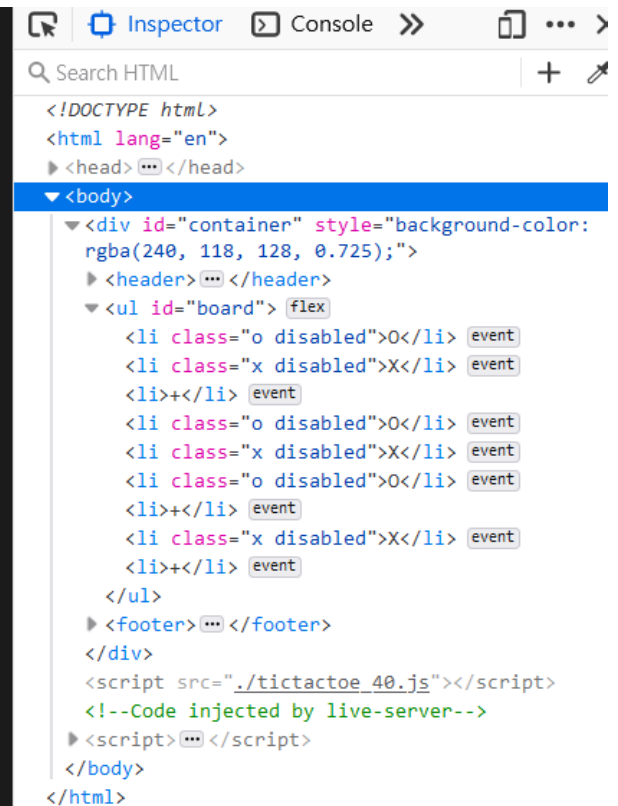 Inspector Console
Search HTML
<!DOCTYPE html>
<html lang="en">
<head> ••• </head>
<body>
<div id="container" style="background-color:
rgba(240, 118, 128, 0.725);">
<header> ••• </header>
<ul id="board"> flex
<li class="o disabled">O</li> event
<li class="x disabled">X</li> event
<li>+</li> event
<li class="o disabled">O</li> event
<li class="x disabled">X</li> event
<li class="o disabled">O</li> event
<li>+</li> event
<li class="x disabled">X</li> event
<li>+</li> event
</ul>
<footer> ••• </footer>
</div>
<script src="./tictactoe_40.js"></script>
<!--Code injected by live-server-->
<script> ••• </script>
</body>
</html>